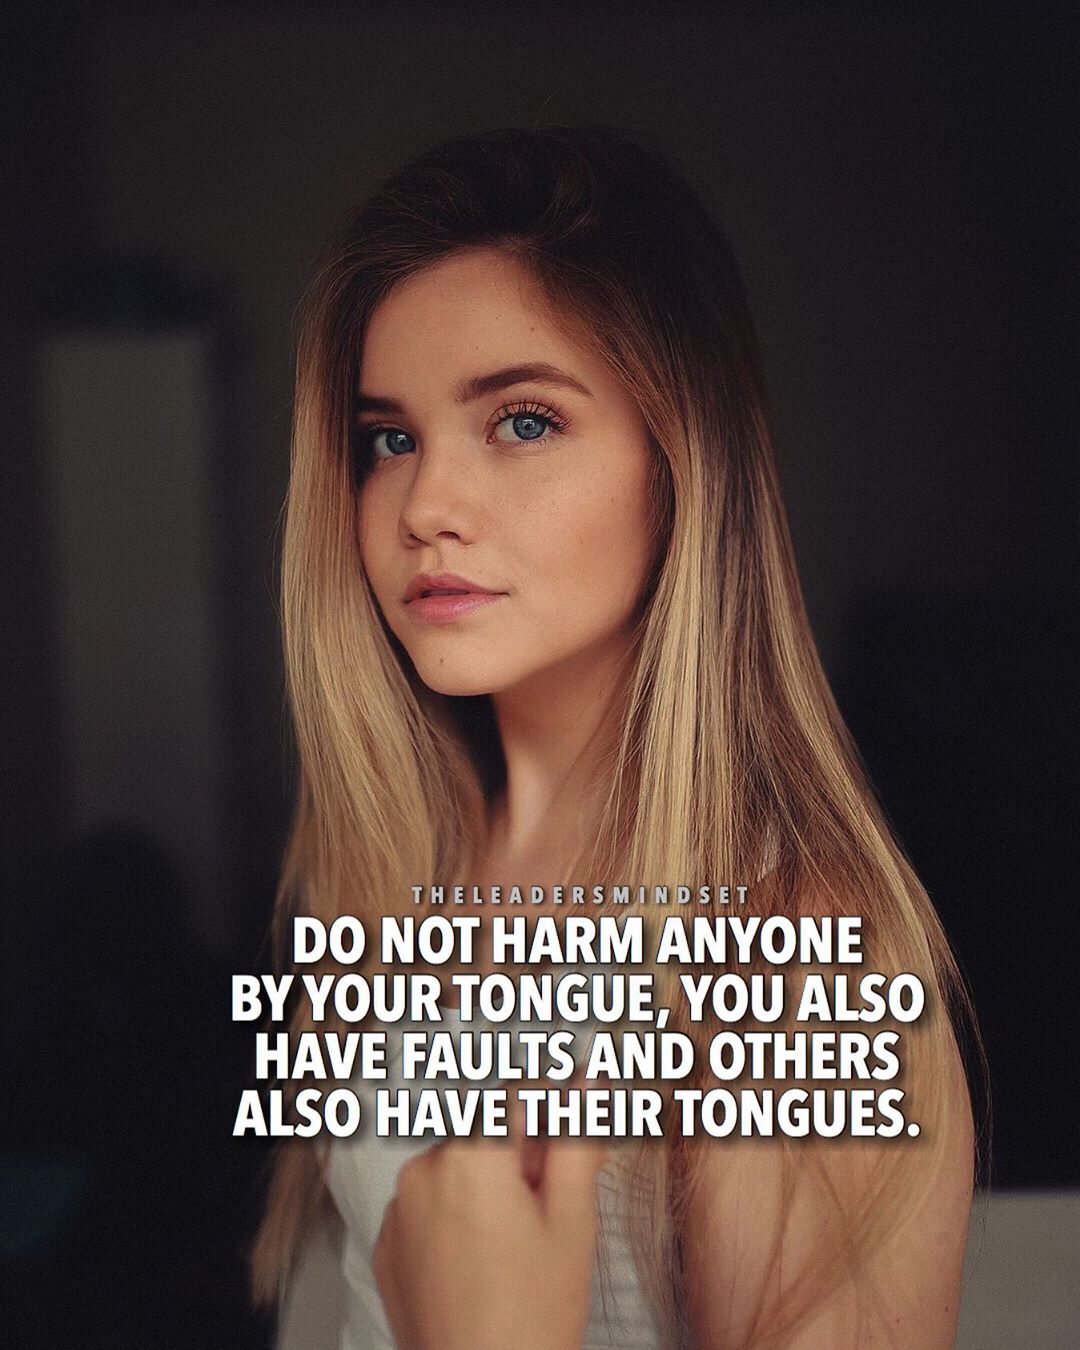 THELEADERSMINDSET
DO NOT HARM ANYONE
BY YOUR TONGUE, YOU ALSO
HAVE FAULTS AND OTHERS
ALSO HAVE THEIR TONGUES.